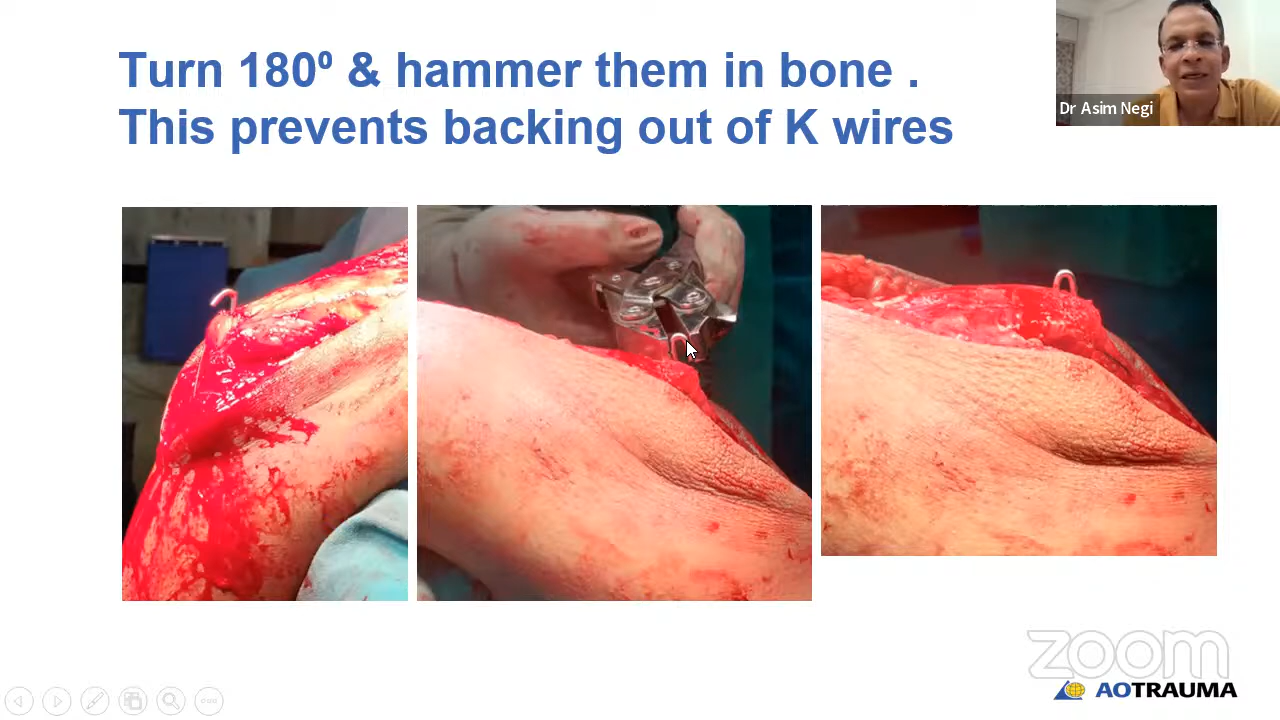 Turn 180⁰ & hammer them in bone .
This prevents backing out of K wires
Dr Asim Negi
zoom
AOTRAUMA